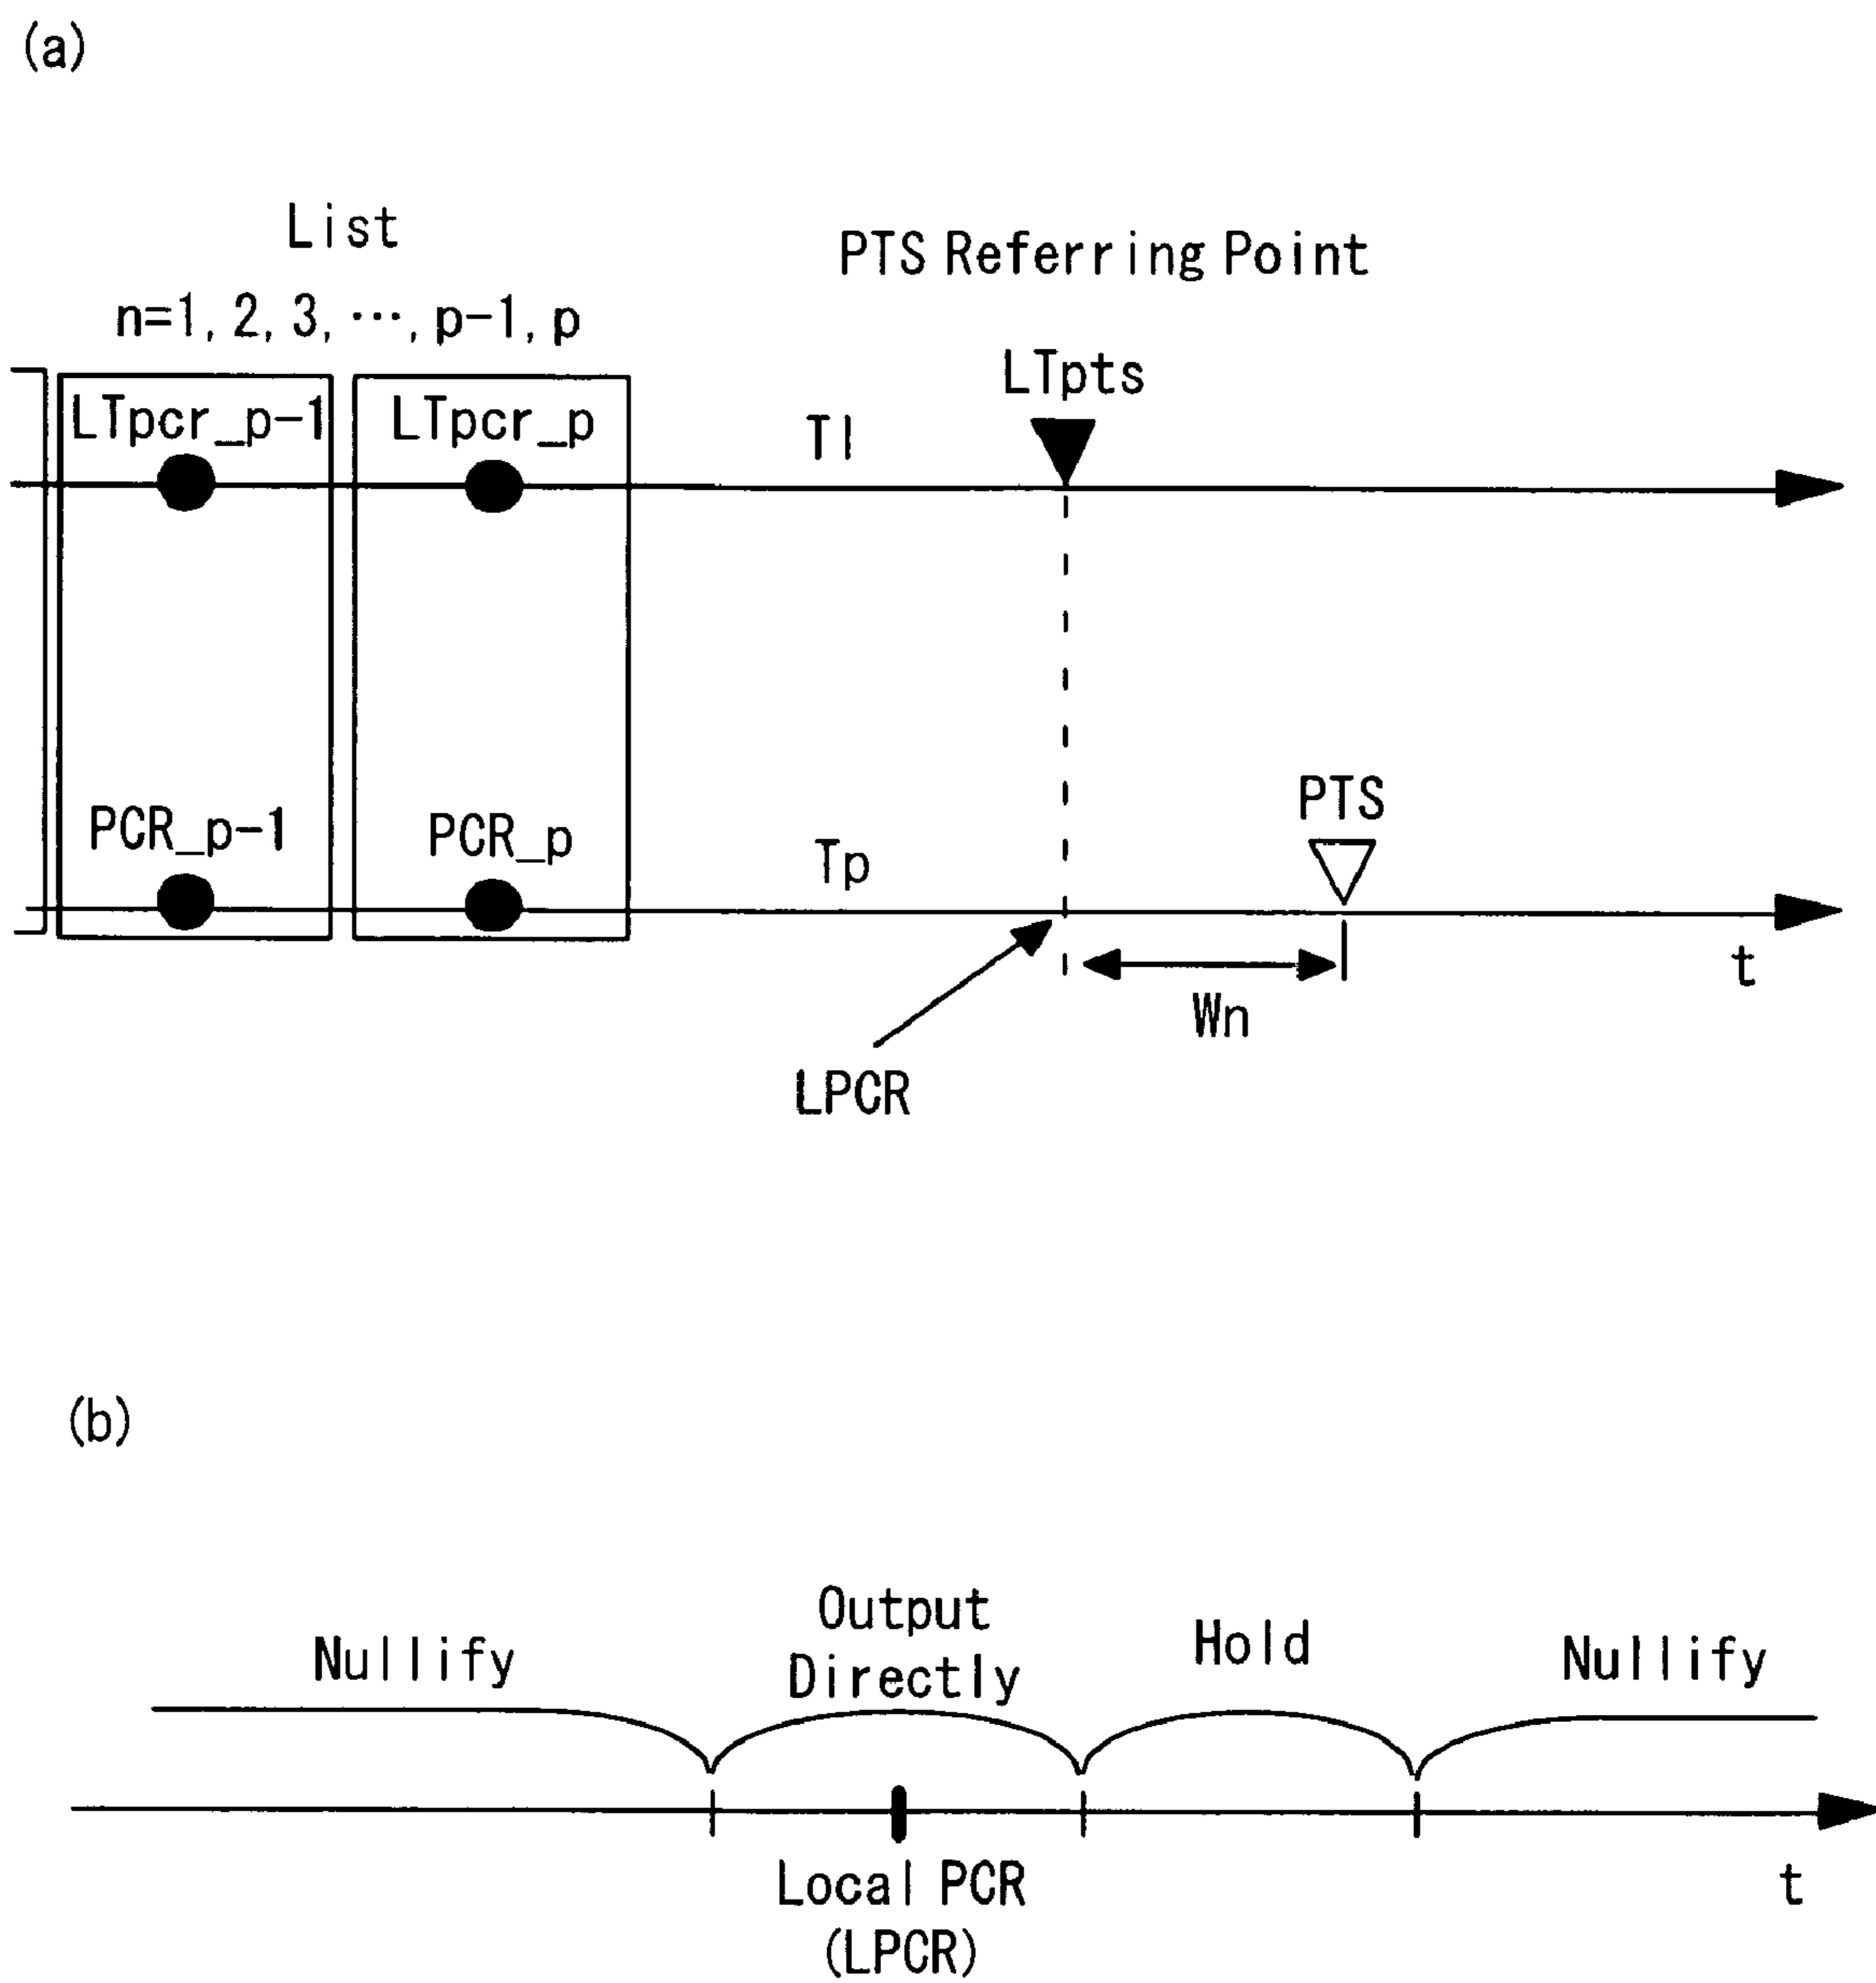 (a)
List
n=1, 2, 3, ···, p-1, p
PTS Referring Point
LTpts
LTpcr_p-1
LTpcr_p
Tl
PCR_p-1
PCR_p
Tp
PTS
t
Wn
LPCR
(b)
Nullify
Output
Directly
Hold
Nullify
Local PCR
(LPCR)
t